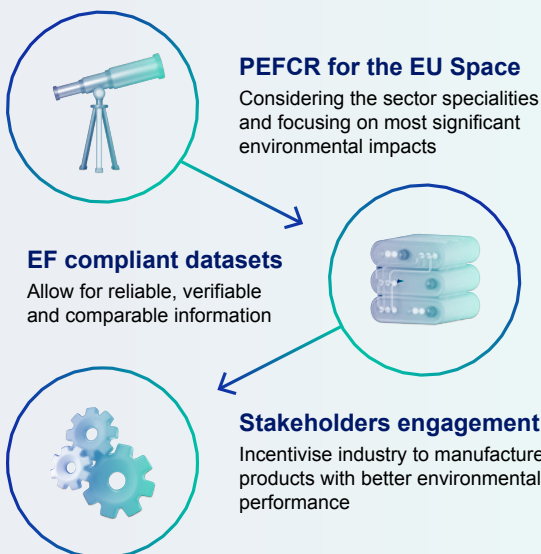 PEFCR for the EU Space
Considering the sector specialities
and focusing on most significant
environmental impacts
EF compliant datasets
Allow for reliable, verifiable
and comparable information
Stakeholders engagement
Incentivise industry to manufacture
products with better environmental
performance